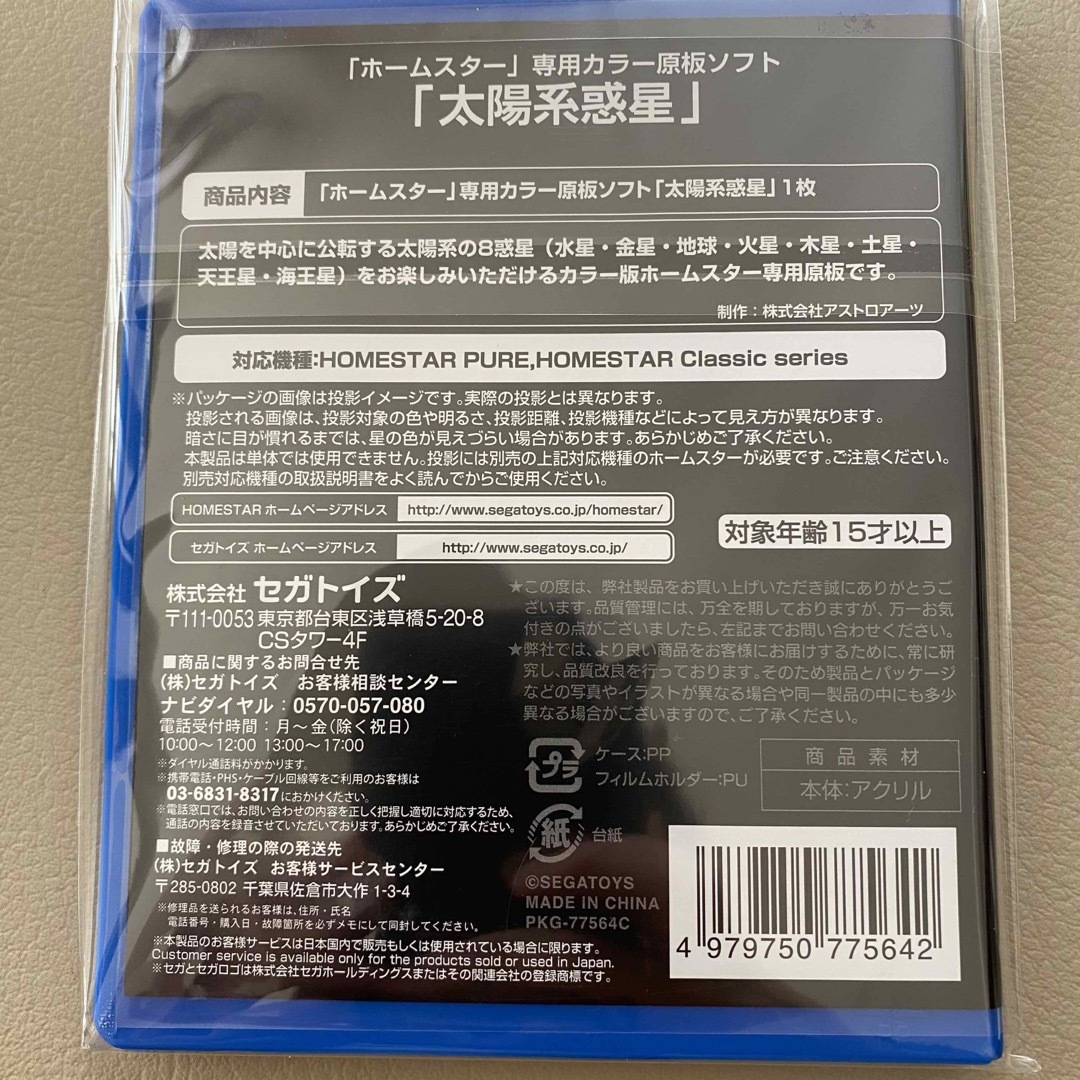 「ホームスター」専用カラー原板ソフト
「太陽系惑星」
商品内容 「ホームスター」専用カラー原板ソフト「太陽系惑星」1枚
太陽を中心に公転する太陽系の8惑星（水星・金星・地球・火星・木星・土星・
天王星・海王星）をお楽しみいただけるカラー版ホームスター専用原板です。
制作：株式会社アストロアーツ
対応機種:HOMESTAR PURE,HOMESTAR Classic series
※パッケージの画像は投影イメージです。実際の投影とは異なります。
投影される画像は、投影対象の色や明るさ、投影距離、投影機種などによって見え方が異なります。
暗さに目が慣れるまでは、星の色が見えづらい場合があります。あらかじめご了承ください。
本製品は単体では使用できません。投影には別売の上記対応機種のホームスターが必要です。ご注意ください。
別売対応機種の取扱説明書をよく読んでからご使用ください。
HOMESTAR ホームページアドレス http://www.segatoys.co.jp/homestar/
セガトイズ ホームページアドレス http://www.segatoys.co.jp/
対象年齢15才以上
株式会社 セガトイズ
〒111-0053 東京都台東区浅草橋5-20-8
CSタワー4F
■商品に関するお問合せ先
(株)セガトイズ お客様相談センター
ナビダイヤル：0570-057-080
電話受付時間：月～金(除く祝日)
10:00～12:00 13:00～17:00
※ダイヤル通話料がかかります。
※携帯電話・PHS・ケーブル回線等をご利用のお客様は
03-6831-8317におかけください。
※電話窓口では、お問い合わせの内容を正しく把握し適切に対応するため、
通話の内容を録音させていただいております。あらかじめご了承ください。
■故障・修理の際の発送先
(株)セガトイズ お客様サービスセンター
〒285-0802 千葉県佐倉市大作 1-3-4
※修理品を送られるお客様は、住所・氏名
電話番号・購入日・故障箇所を必ずメモにして同封してください。
※本製品のお客様サービスは日本国内で販売もしくは使用されている場合に限ります。
Customer service is available only for the products sold or used in Japan.
※セガとセガロゴは株式会社セガホールディングスまたはその関連会社の登録商標です。
★この度は、弊社製品をお買い上げいただき誠にありがとうご
ざいます。品質管理には、万全を期しておりますが、万一お気
付きの点がございましたら、左記までお問い合わせください。
★弊社では、より良い商品をお客様にお届けするために、常に研
究し、品質改良を行っております。そのため製品とパッケージ
などの写真やイラストが異なる場合や同一製品の中にも多少
異なる場合がございますので、ご了承ください。
プラ
ケース:PP
フィルムホルダー:PU
紙 台紙
商品素材
本体:アクリル
©SEGATOYS
MADE IN CHINA
PKG-77564C
4 979750 775642